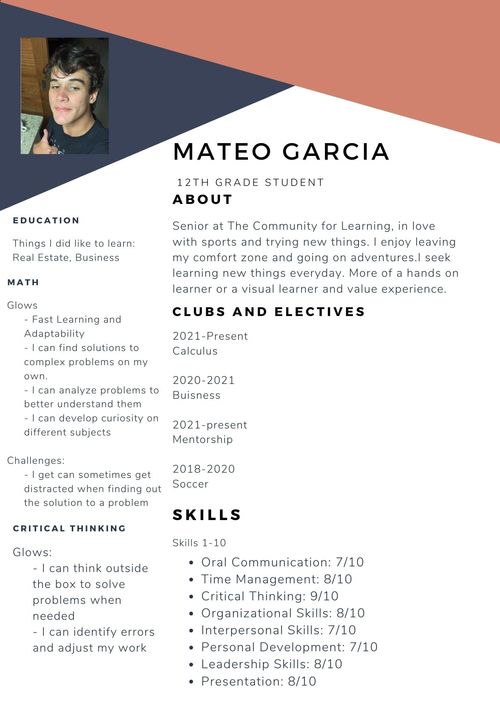 MATEO GARCIA
12TH GRADE STUDENT
ABOUT
Senior at The Community for Learning, in love
with sports and trying new things. I enjoy leaving
my comfort zone and going on adventures.I seek
learning new things everyday. More of a hands on
learner or a visual learner and value experience.
CLUBS AND ELECTIVES
2021-Present
Calculus
2020-2021
Buisness
2021-present
Mentorship
2018-2020
Soccer
SKILLS
Skills 1-10
• Oral Communication: 7/10
• Time Management: 8/10
• Critical Thinking: 9/10
• Organizational Skills: 8/10
• Interpersonal Skills: 7/10
• Personal Development: 7/10
• Leadership Skills: 8/10
• Presentation: 8/10
EDUCATION
Things I did like to learn:
Real Estate, Business
MATH
Glows
- Fast Learning and
Adaptability
- I can find solutions to
complex problems on my
own.
- I can analyze problems to
better understand them
- I can develop curiosity on
different subjects
Challenges:
- I get can sometimes get
distracted when finding out
the solution to a problem
CRITICAL THINKING
Glows:
- I can think outside
the box to solve
problems when
needed
- I can identify errors
and adjust my work